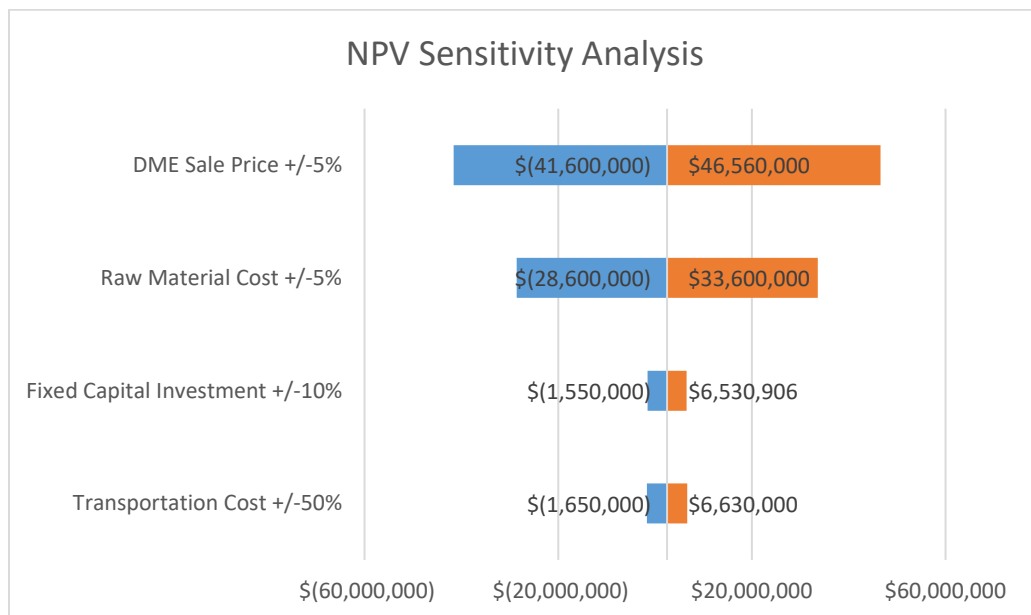 NPV Sensitivity Analysis
DME Sale Price +/-5%
$(41,600,000)
$46,560,000
Raw Material Cost +/-5%
$(28,600,000)
$33,600,000
Fixed Capital Investment +/-10%
$(1,550,000)
$6,530,906
Transportation Cost +/-50%
$(1,650,000)
$6,630,000
$(60,000,000)
$(20,000,000)
$20,000,000
$60,000,000